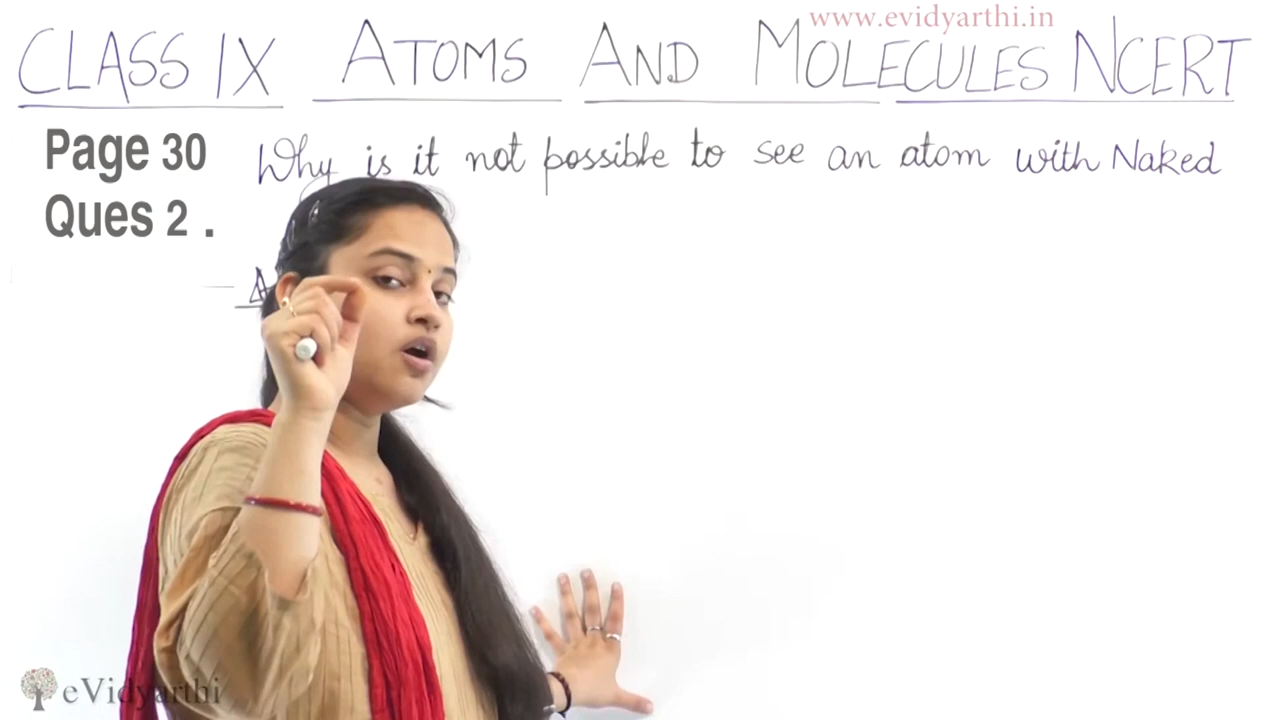 www.evidyarthi.in
CLASS IX ATOMS AND MOLECULES NCERT
Page 30 Why is it not possible to see an atom with Naked
Ques 2 .
A
eVidyarthi